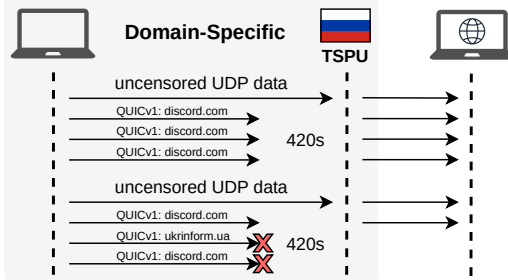 Domain-Specific
TSPU
uncensored UDP data
QUICv1: discord.com
QUICv1: discord.com
420s
QUICv1: discord.com
uncensored UDP data
QUICv1: discord.com
QUICv1: ukrinform.ua
420s
QUICv1: discord.com